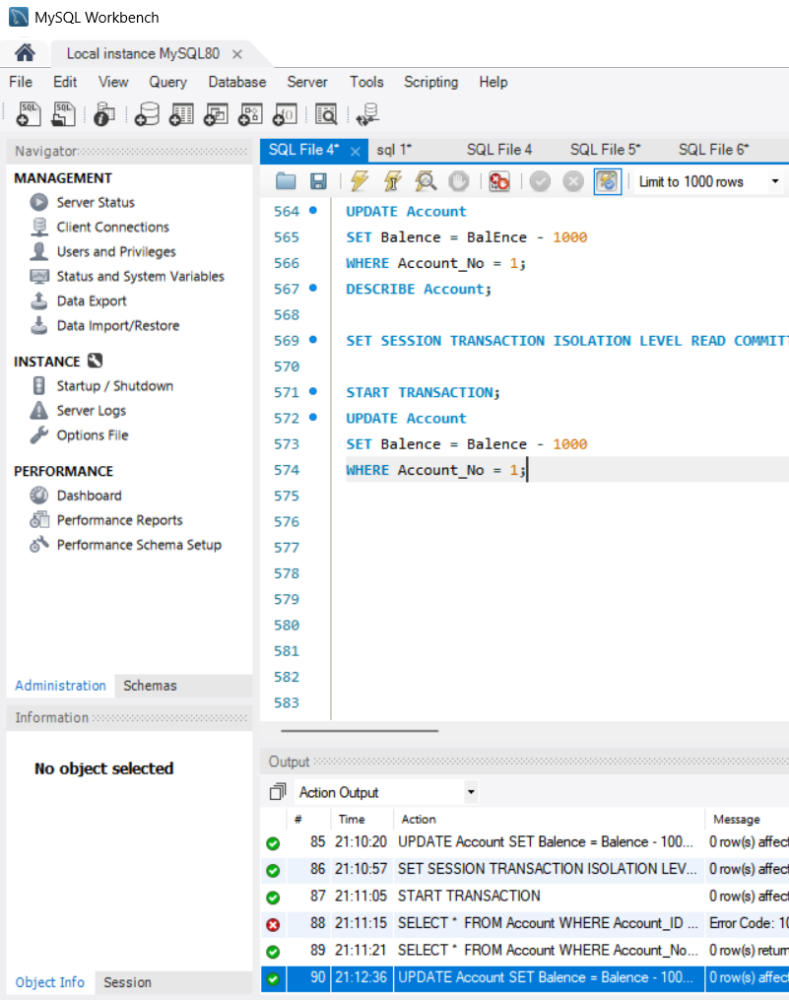 MySQL Workbench
Local instance MySQL80
File Edit View Query Database Server Tools Scripting Help
Navigator
SQL File 4* sql 1* SQL File 4 SQL File 5* SQL File 6*
MANAGEMENT
Server Status
Client Connections
Users and Privileges
Status and System Variables
Data Export
Data Import/Restore
INSTANCE
Startup / Shutdown
Server Logs
Options File
PERFORMANCE
Dashboard
Performance Reports
Performance Schema Setup
Administration Schemas
Information
No object selected
Object Info Session
Limit to 1000 rows
564 UPDATE Account
565 SET Balence = BalEnce - 1000
566 WHERE Account_No = 1;
567 DESCRIBE Account;
568
569 SET SESSION TRANSACTION ISOLATION LEVEL READ COMMITT
570
571 START TRANSACTION;
572 UPDATE Account
573 SET Balence = Balence - 1000
574 WHERE Account_No = 1;
575
576
577
578
579
580
581
582
583
Output
Action Output
# Time Action Message
85 21:10:20 UPDATE Account SET Balence = Balence - 100... 0 row(s) affect
86 21:10:57 SET SESSION TRANSACTION ISOLATION LEV... 0 row(s) affect
87 21:11:05 START TRANSACTION 0 row(s) affect
88 21:11:15 SELECT * FROM Account WHERE Account_ID ... Error Code: 10
89 21:11:21 SELECT * FROM Account WHERE Account_No... 0 row(s) return
90 21:12:36 UPDATE Account SET Balence = Balence - 100... 0 row(s) affect